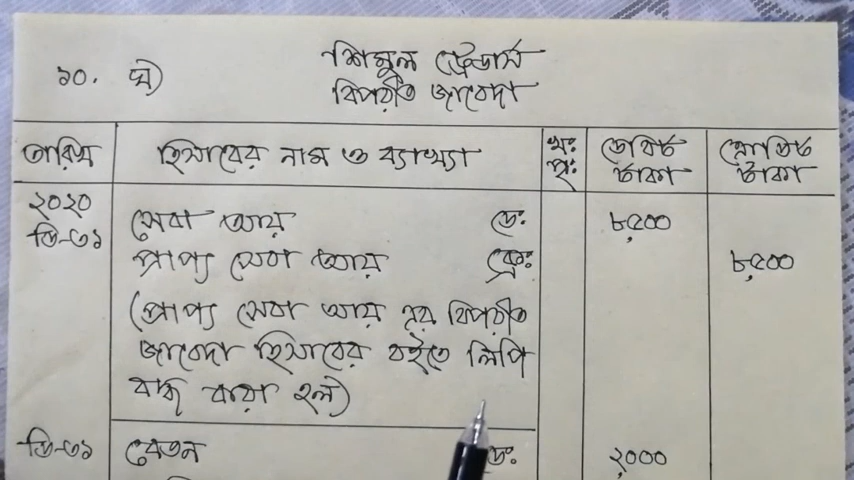 ১০. ঘ)
শিমুল ট্রেডার্স
বিপরীত জাবেদা
তারিখ হিসাবের নাম ও ব্যাখ্যা খঃ পৃঃ ডেবিট টাকা ক্রেডিট টাকা
২০২০
ডি-৩১ সেবা আয় ডেঃ ৮,৫০০
প্রাপ্য সেবা আয় ক্রেঃ ৮,৫০০
(প্রাপ্য সেবা আয় এর বিপরীত
জাবেদা হিসাবের বইতে লিপি
বদ্ধ করা হল)
ডি-৩১ বেতন ডেঃ ২,০০০